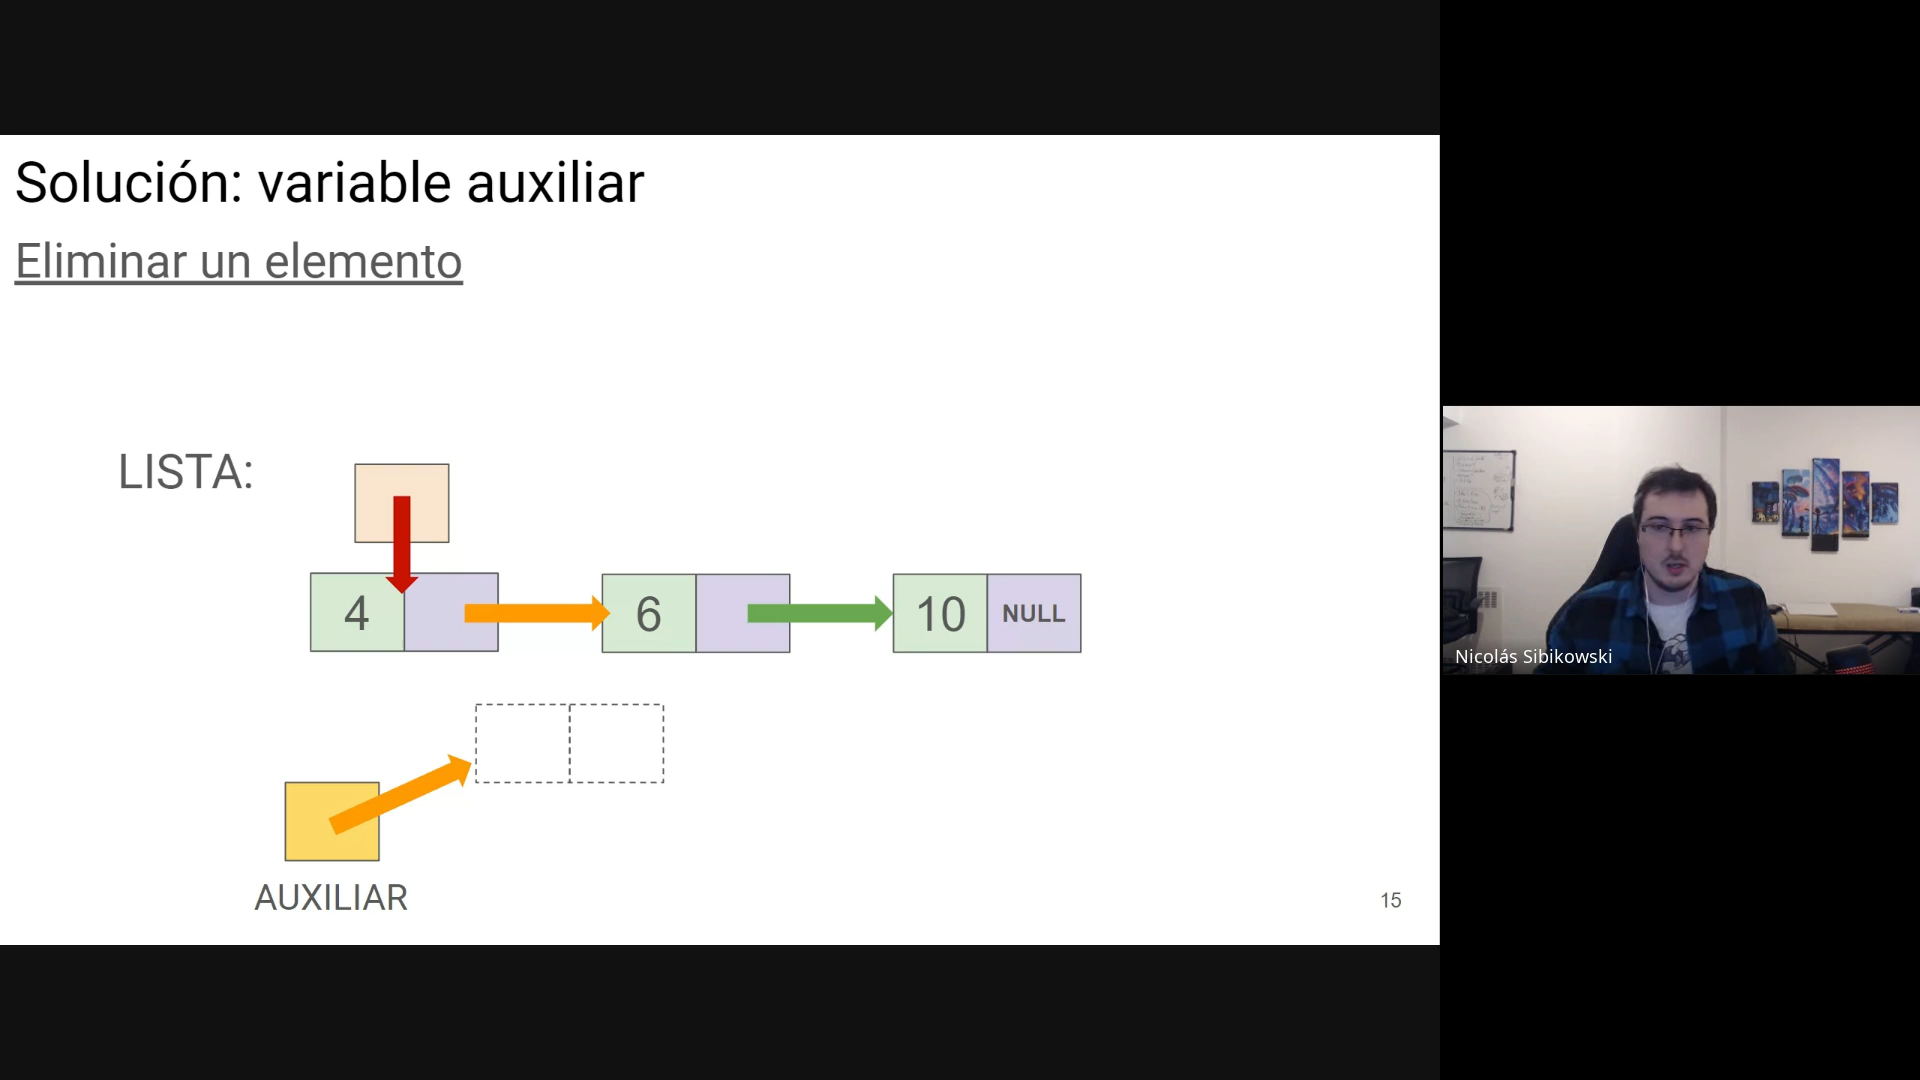 Solución: variable auxiliar
Eliminar un elemento
LISTA:
4
6
10
NULL
AUXILIAR
15
Nicolás Sibikowski